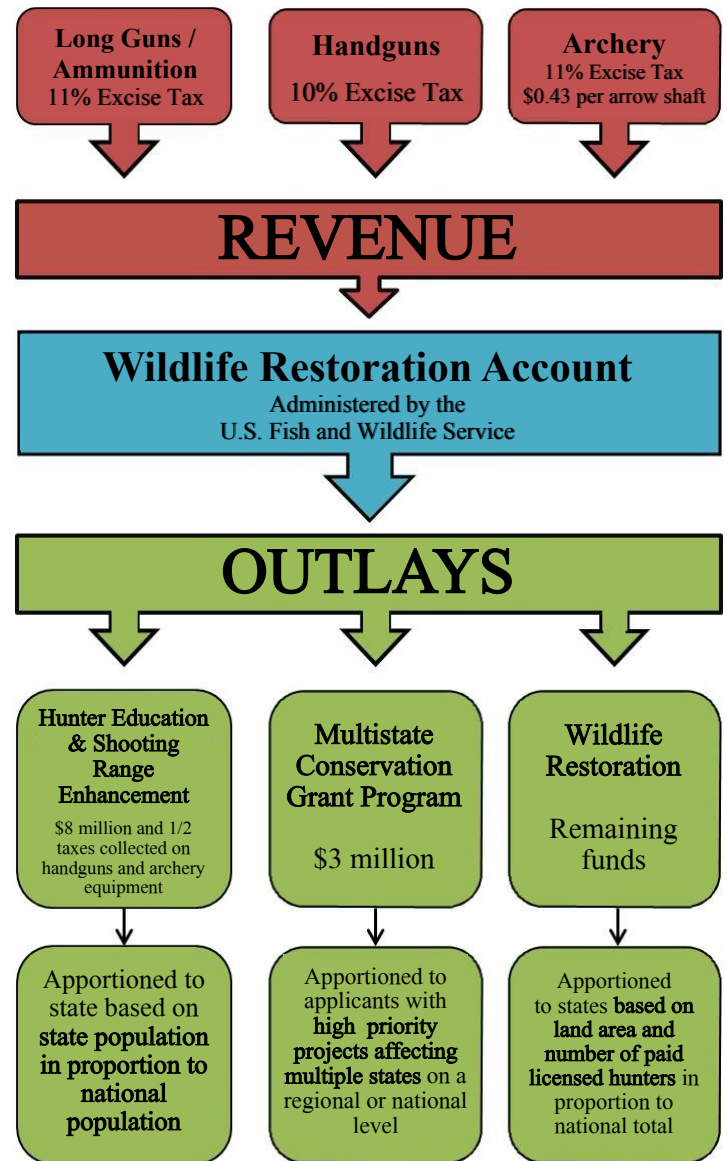 Long Guns /
Ammunition
11% Excise Tax
Handguns
10% Excise Tax
Archery
11% Excise Tax
$0.43 per arrow shaft
REVENUE
Wildlife Restoration Account
Administered by the
U.S. Fish and Wildlife Service
OUTLAYS
Hunter Education
& Shooting
Range
Enhancement
$8 million and 1/2
taxes collected on
handguns and archery
equipment
Multistate
Conservation
Grant Program
$3 million
Wildlife
Restoration
Remaining
funds
Apportioned to
state based on
state population
in proportion to
national
population
Apportioned to
applicants with
high priority
projects affecting
multiple states on a
regional or national
level
Apportioned
to states based on
land area and
number of paid
licensed hunters in
proportion to
national total